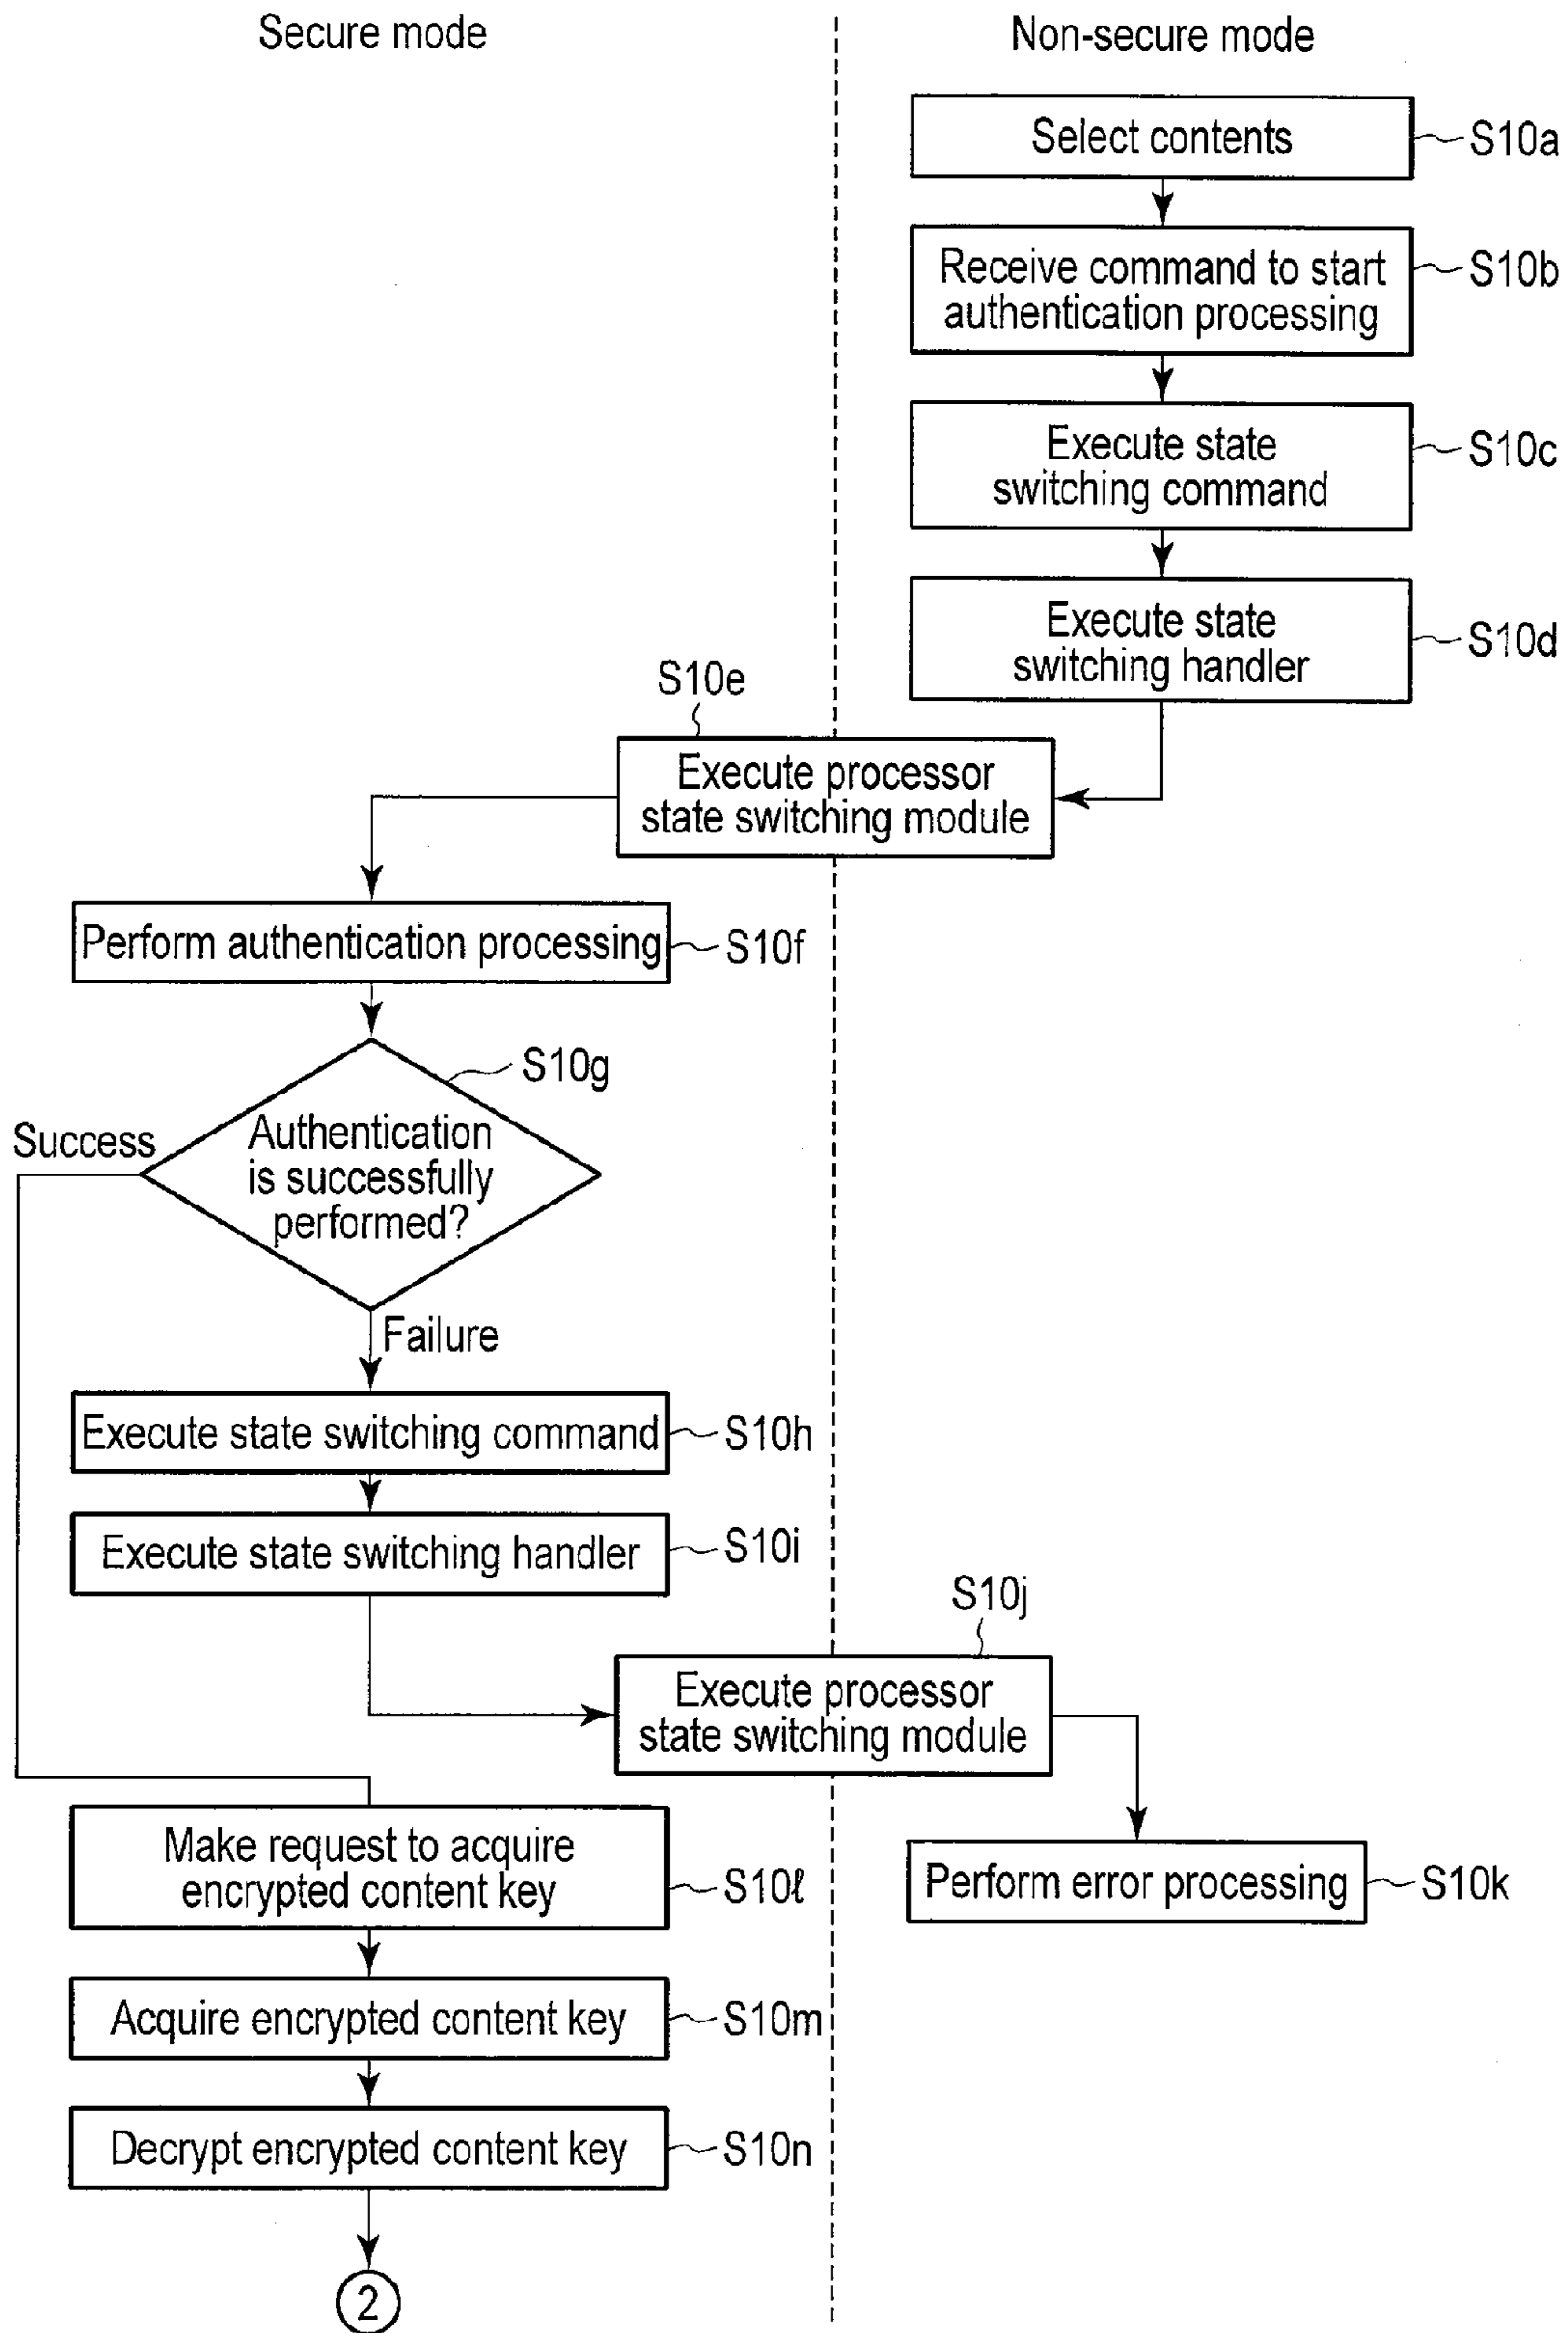 Secure mode
Non-secure mode
Select contents
S10a
Receive command to start
authentication processing
S10b
Execute state
switching command
S10c
Execute state
switching handler
S10d
S10e
Execute processor
state switching module
Perform authentication processing
S10f
S10g
Success
Authentication
is successfully
performed?
Failure
Execute state switching command
S10h
Execute state switching handler
S10i
S10j
Execute processor
state switching module
Make request to acquire
encrypted content key
S10ℓ
Perform error processing
S10k
Acquire encrypted content key
S10m
Decrypt encrypted content key
S10n
2